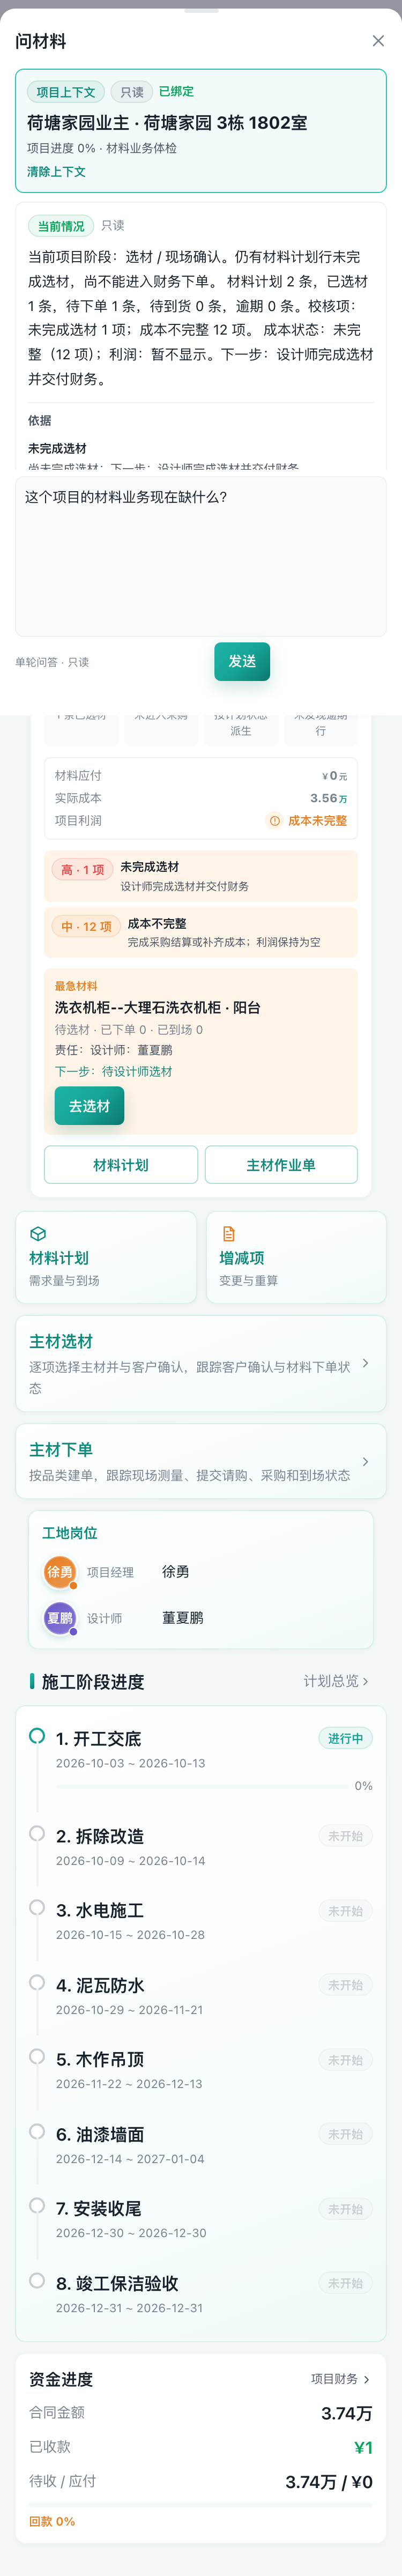 问材料
项目上下文 只读 已绑定
荷塘家园业主 · 荷塘家园 3栋 1802室
项目进度 0% · 材料业务体检
清除上下文
当前情况 只读
当前项目阶段：选材 / 现场确认。仍有材料计划行未完
成选材，尚不能进入财务下单。 材料计划 2 条，已选材
1 条，待下单 1 条，待到货 0 条，逾期 0 条。校核项：
未完成选材 1 项；成本不完整 12 项。 成本状态：未完
整（12 项）；利润：暂不显示。下一步：设计师完成选材
并交付财务。
依据
未完成选材
尚未完成选材；下一步：设计师完成选材并交付财务
这个项目的材料业务现在缺什么?
单轮问答 · 只读
发送
派生
行
材料应付 ¥0元
实际成本 3.56万
项目利润 成本未完整
高 · 1 项 未完成选材
设计师完成选材并交付财务
中 · 12 项 成本不完整
完成采购结算或补齐成本；利润保持为空
最急材料
洗衣机柜--大理石洗衣机柜 · 阳台
待选材 · 已下单 0 · 已到场 0
责任：设计师：董夏鹏
下一步：待设计师选材
去选材
材料计划 主材作业单
材料计划
需求量与到场
增减项
变更与重算
主材选材
逐项选择主材并与客户确认，跟踪客户确认与材料下单状
态
主材下单
按品类建单，跟踪现场测量、提交请购、采购和到场状态
工地岗位
徐勇 项目经理 徐勇
夏鹏 设计师 董夏鹏
施工阶段进度 计划总览
1. 开工交底 进行中
2026-10-03 ~ 2026-10-13
0%
2. 拆除改造 未开始
2026-10-09 ~ 2026-10-14
3. 水电施工 未开始
2026-10-15 ~ 2026-10-28
4. 泥瓦防水 未开始
2026-10-29 ~ 2026-11-21
5. 木作吊顶 未开始
2026-11-22 ~ 2026-12-13
6. 油漆墙面 未开始
2026-12-14 ~ 2027-01-04
7. 安装收尾 未开始
2026-12-30 ~ 2026-12-30
8. 竣工保洁验收 未开始
2026-12-31 ~ 2026-12-31
资金进度 项目财务
合同金额 3.74万
已收款 ¥1
待收 / 应付 3.74万 / ¥0
回款 0%